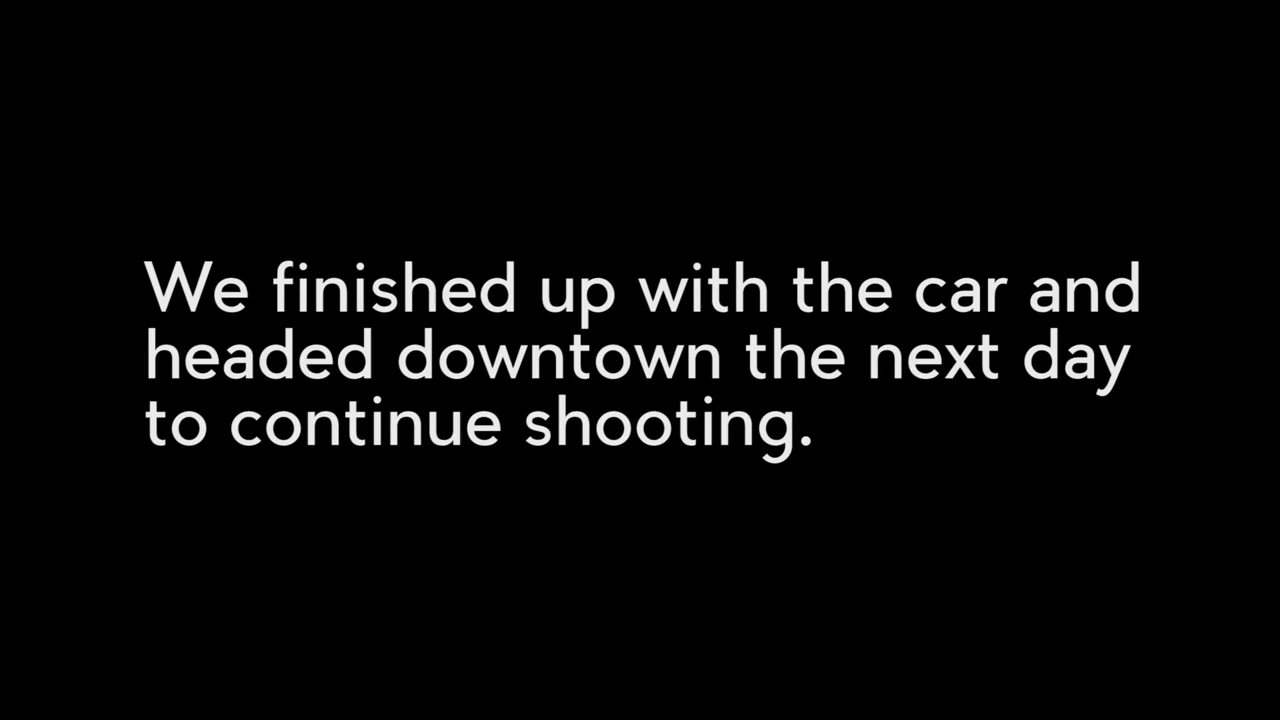 We finished up with the car and
headed downtown the next day
to continue shooting.